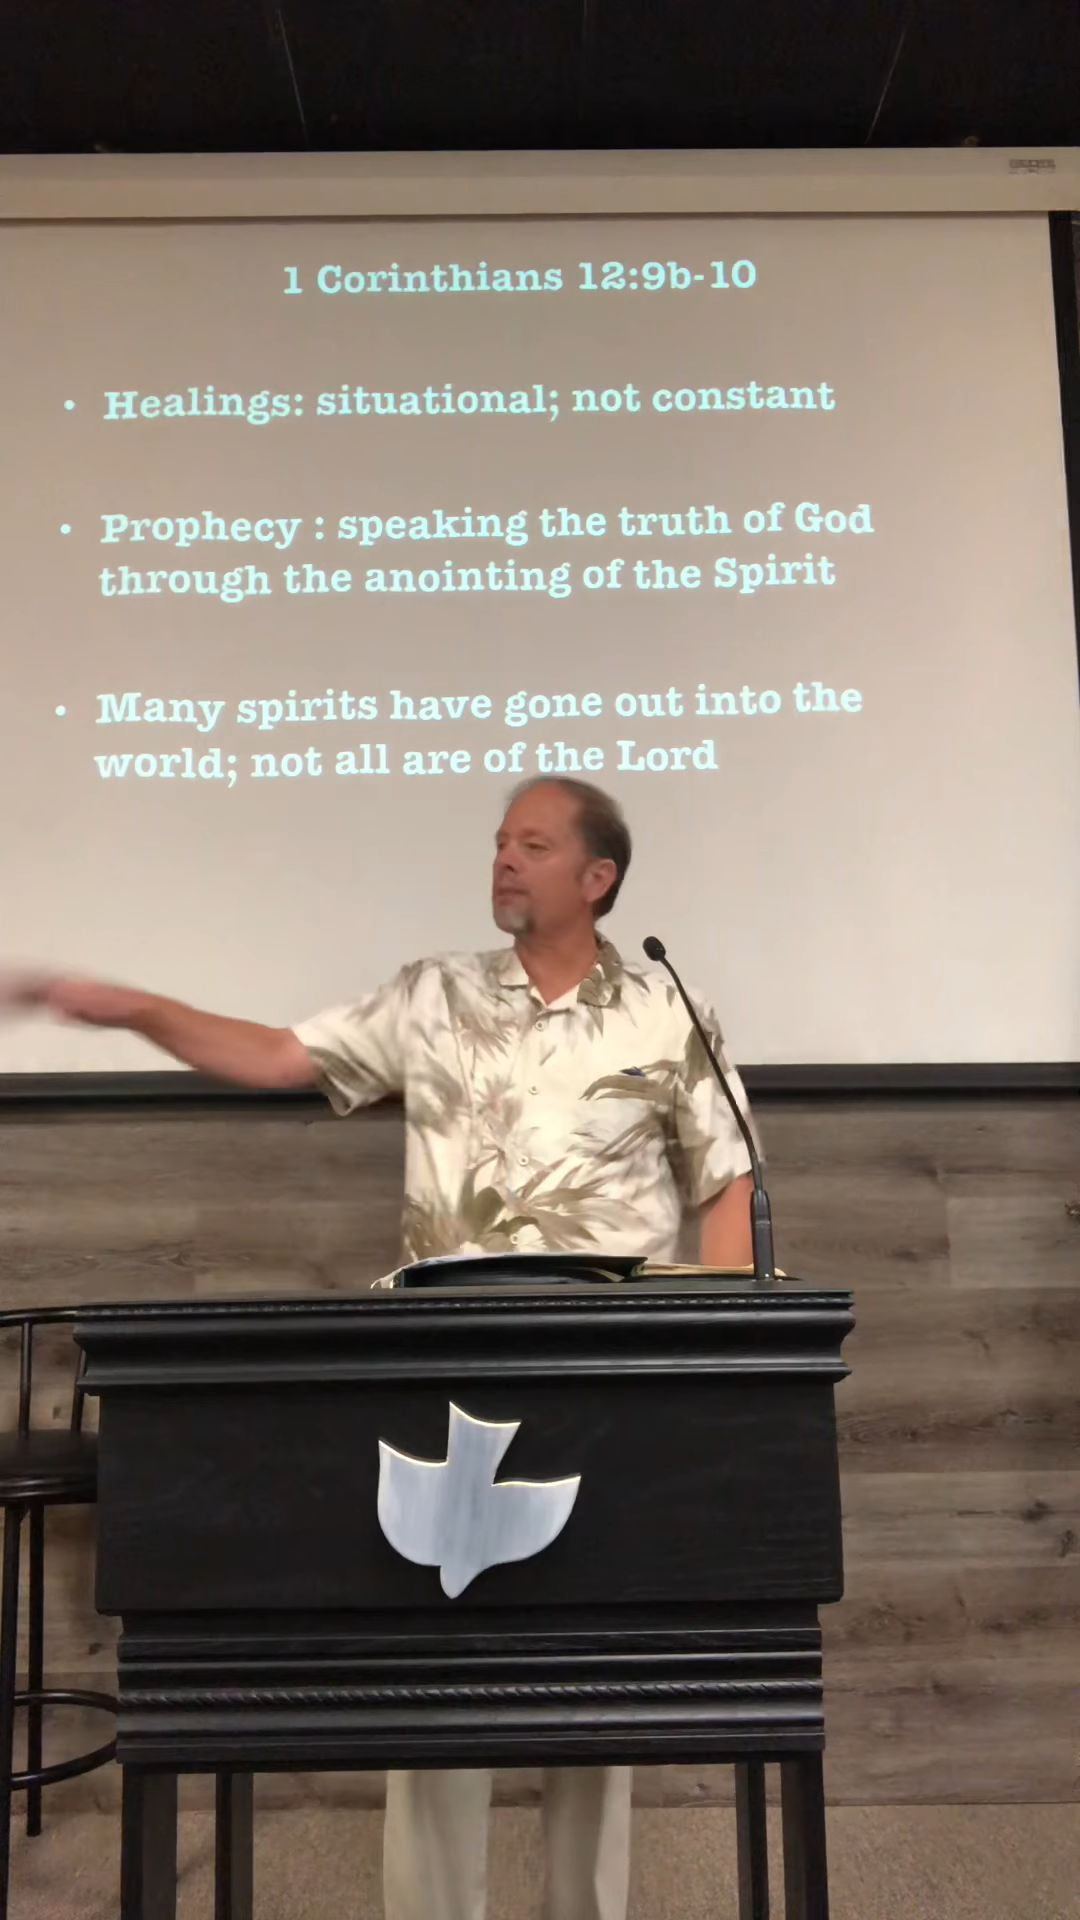 1 Corinthians 12:9b-10
• Healings: situational; not constant
• Prophecy : speaking the truth of God
through the anointing of the Spirit
• Many spirits have gone out into the
world; not all are of the Lord